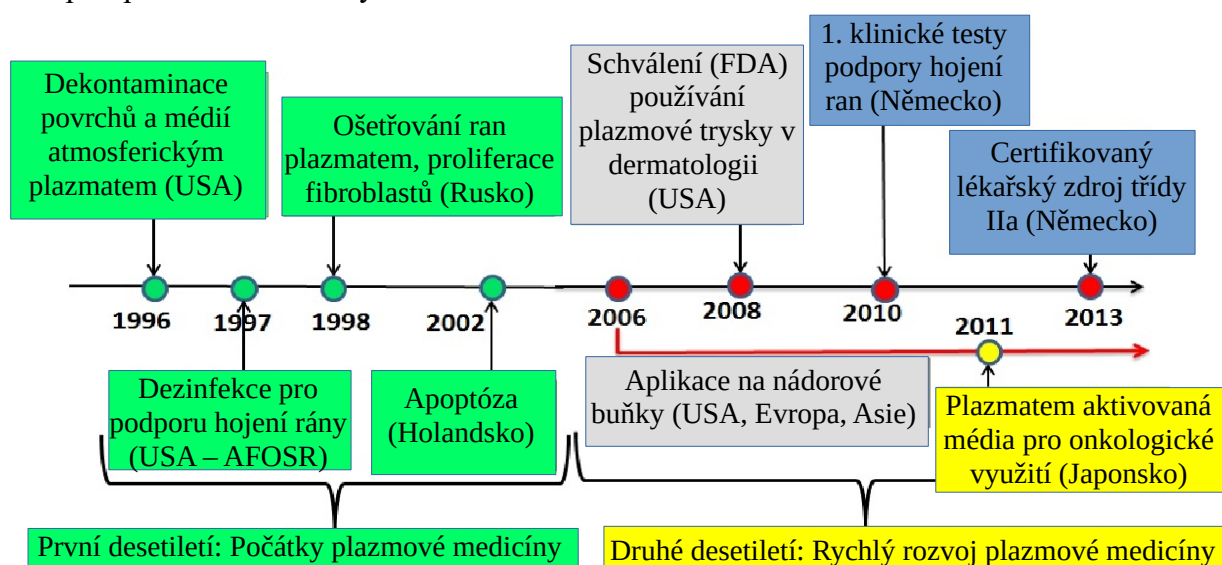 Dekontaminace
povrchů a médií
atmosferickým
plazmatem (USA)
Ošetřování ran
plazmatem, proliferace
fibroblastů (Rusko)
Schválení (FDA)
používání
plazmové trysky v
dermatologii
(USA)
1. klinické testy
podpory hojení
ran (Německo)
Certifikovaný
lékařský zdroj třídy
IIa (Německo)
1996
1997
1998
2002
2006
2008
2010
2011
2013
Dezinfekce pro
podporu hojení rány
(USA – AFOSR)
Apoptóza
(Holandsko)
Aplikace na nádorové
buňky (USA, Evropa, Asie)
Plazmatem aktivovaná
média pro onkologické
využití (Japonsko)
První desetiletí: Počátky plazmové medicíny
Druhé desetiletí: Rychlý rozvoj plazmové medicíny